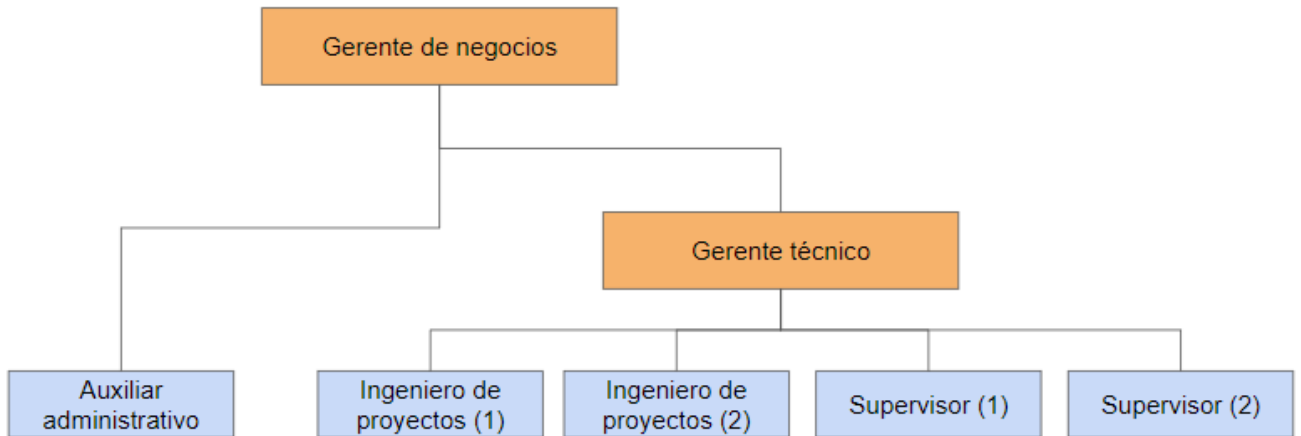 Gerente de negocios
Gerente técnico
Auxiliar
administrativo
Ingeniero de
proyectos (1)
Ingeniero de
proyectos (2)
Supervisor (1)
Supervisor (2)